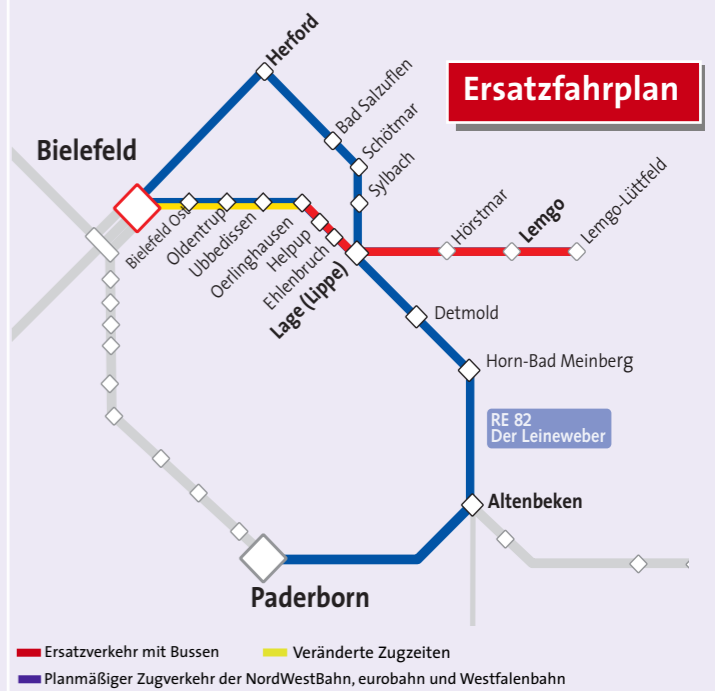 Herford
Ersatzfahrplan
Bad Salzuflen
Schötmar
Sylbach
Bielefeld
Bielefeld Ost
Oldentrup
Ubbedissen
Oerlinghausen
Helpup
Ehlenbruch
Lage (Lippe)
Hörstmar
Lemgo
Lemgo-Lüttfeld
Detmold
Horn-Bad Meinberg
RE 82
Der Leineweber
Altenbeken
Paderborn
Ersatzverkehr mit Bussen
Veränderte Zugzeiten
Planmäßiger Zugverkehr der NordWestBahn, eurobahn und Westfalenbahn